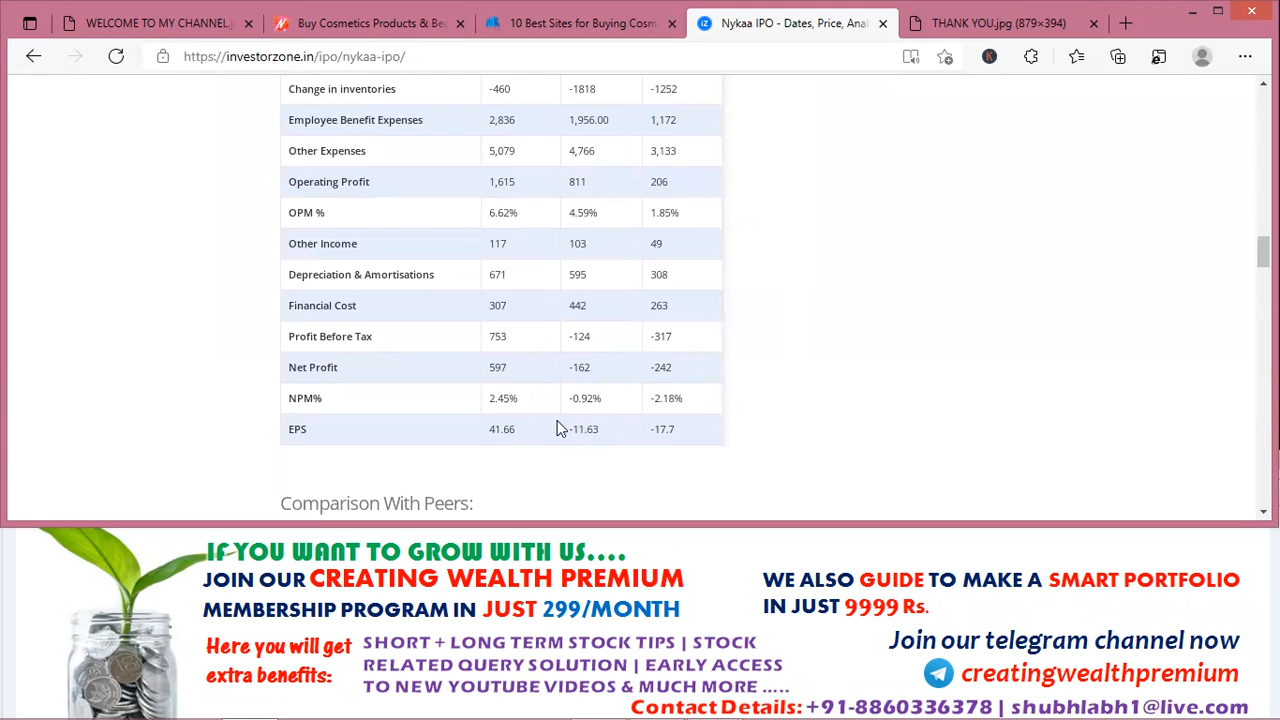 WELCOME TO MY CHANNEL.j
Buy Cosmetics Products & Be
10 Best Sites for Buying Cosm
Nykaa IPO - Dates, Price, Anal
THANK YOU.jpg (879×394)
https://investorzone.in/ipo/nykaa-ipo/
Change in inventories -460 -1818 -1252
Employee Benefit Expenses 2,836 1,956.00 1,172
Other Expenses 5,079 4,766 3,133
Operating Profit 1,615 811 206
OPM % 6.62% 4.59% 1.85%
Other Income 117 103 49
Depreciation & Amortisations 671 595 308
Financial Cost 307 442 263
Profit Before Tax 753 -124 -317
Net Profit 597 -162 -242
NPM% 2.45% -0.92% -2.18%
EPS 41.66 -11.63 -17.7
Comparison With Peers:
IF YOU WANT TO GROW WITH US....
JOIN OUR CREATING WEALTH PREMIUM
MEMBERSHIP PROGRAM IN JUST 299/MONTH
Here you will get
extra benefits:
SHORT + LONG TERM STOCK TIPS | STOCK
RELATED QUERY SOLUTION | EARLY ACCESS
TO NEW YOUTUBE VIDEOS & MUCH MORE .....
WE ALSO GUIDE TO MAKE A SMART PORTFOLIO
IN JUST 9999 Rs.
Join our telegram channel now
creatingwealthpremium
Contact Details: +91-8860336378 | shubhlabh1@live.com